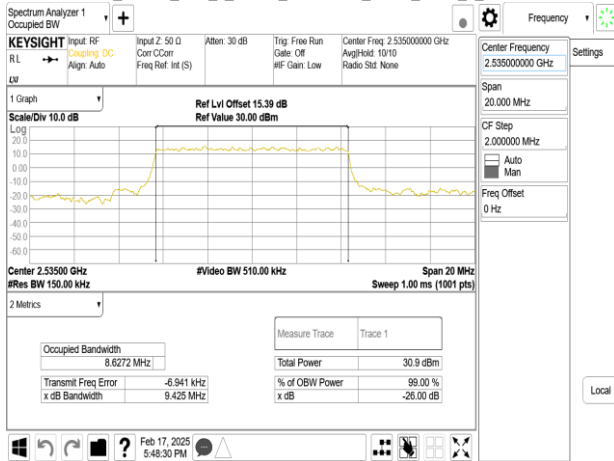 Spectrum Analyzer 1
Occupied BW
Frequency
KEYSIGHT
RL
Input: RF
Coupling: DC
Align: Auto
Input Z: 50 Ω
Corr CCorr
Freq Ref: Int (S)
Atten: 30 dB
Trig: Free Run
Gate: Off
#IF Gain: Low
Center Freq: 2.535000000 GHz
Avg|Hold: 10/10
Radio Std: None
Center Frequency
2.535000000 GHz
Settings
Span
20.000 MHz
CF Step
2.000000 MHz
Auto
Man
Freq Offset
0 Hz
Local
1 Graph
Scale/Div 10.0 dB
Ref Lvl Offset 15.39 dB
Ref Value 30.00 dBm
Log
20.0
10.0
0.00
-10.0
-20.0
-30.0
-40.0
-50.0
-60.0
Center 2.53500 GHz
#Video BW 510.00 kHz
Span 20 MHz
#Res BW 150.00 kHz
Sweep 1.00 ms (1001 pts)
2 Metrics
Measure Trace
Trace 1
Occupied Bandwidth
8.6272 MHz
Total Power
30.9 dBm
Transmit Freq Error
-6.941 kHz
% of OBW Power
99.00 %
x dB Bandwidth
9.425 MHz
x dB
-26.00 dB
Feb 17, 2025
5:48:30 PM